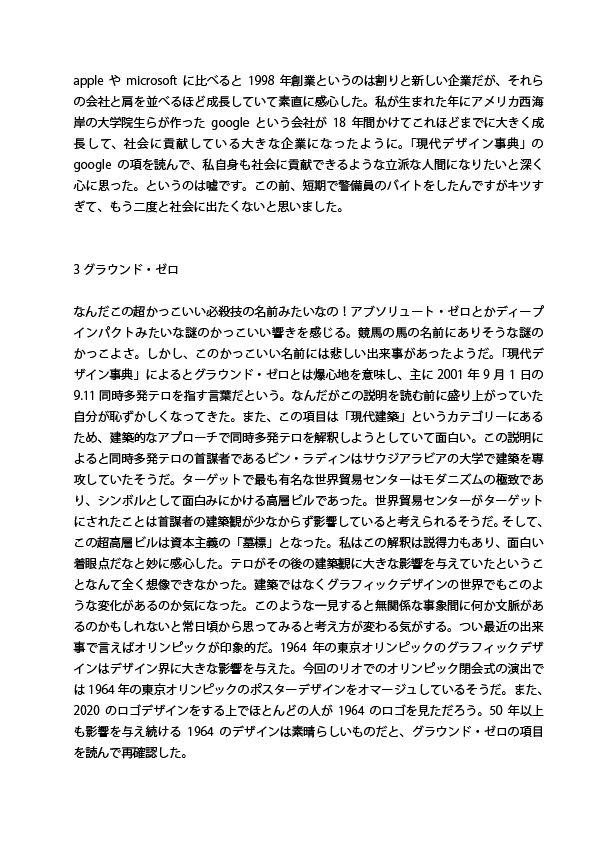 apple や microsoft に比べると 1998 年創業というのは割りと新しい企業だが、それら
の会社と肩を並べるほど成長していて素直に感心した。私が生まれた年にアメリカ西海
岸の大学院生らが作った google という会社が 18 年間かけてこれほどまでに大きく成
長して、社会に貢献している大きな企業になったように。「現代デザイン事典」の
google の項を読んで、私自身も社会に貢献できるような立派な人間になりたいと深く
心に思った。というのは嘘です。この前、短期で警備員のバイトをしたんですがキツす
ぎて、もう二度と社会に出たくないと思いました。
3 グラウンド・ゼロ
なんだこの超かっこいい必殺技の名前みたいなの！アブソリュート・ゼロとかディープ
インパクトみたいな謎のかっこいい響きを感じる。競馬の馬の名前にありそうな謎の
かっこよさ。しかし、このかっこいい名前には悲しい出来事があったようだ。「現代デ
ザイン事典」によるとグラウンド・ゼロとは爆心地を意味し、主に 2001 年 9 月 1 日の
9.11 同時多発テロを指す言葉だという。なんだがこの説明を読む前に盛り上がっていた
自分が恥ずかしくなってきた。また、この項目は「現代建築」というカテゴリーにある
ため、建築的なアプローチで同時多発テロを解釈しようとしていて面白い。この説明に
よると同時多発テロの首謀者であるビン・ラディンはサウジアラビアの大学で建築を専
攻していたそうだ。ターゲットで最も有名な世界貿易センターはモダニズムの極致であ
り、シンボルとして面白みにかける高層ビルであった。世界貿易センターがターゲット
にされたことは首謀者の建築観が少なからず影響していると考えられるそうだ。そして、
この超高層ビルは資本主義の「墓標」となった。私はこの解釈は説得力もあり、面白い
着眼点だなと妙に感心した。テロがその後の建築観に大きな影響を与えていたというこ
となんて全く想像できなかった。建築ではなくグラフィックデザインの世界でもこのよ
うな変化があるのか気になった。このような一見すると無関係な事象間に何か文脈があ
るのかもしれないと常日頃から思ってみると考え方が変わる気がする。つい最近の出来
事で言えばオリンピックが印象的だ。1964 年の東京オリンピックのグラフィックデザ
インはデザイン界に大きな影響を与えた。今回のリオでのオリンピック閉会式の演出で
は 1964 年の東京オリンピックのポスターデザインをオマージュしているそうだ。また、
2020 のロゴデザインをする上でほとんどの人が 1964 のロゴを見ただろう。50 年以上
も影響を与え続ける 1964 のデザインは素晴らしいものだと、グラウンド・ゼロの項目
を読んで再確認した。